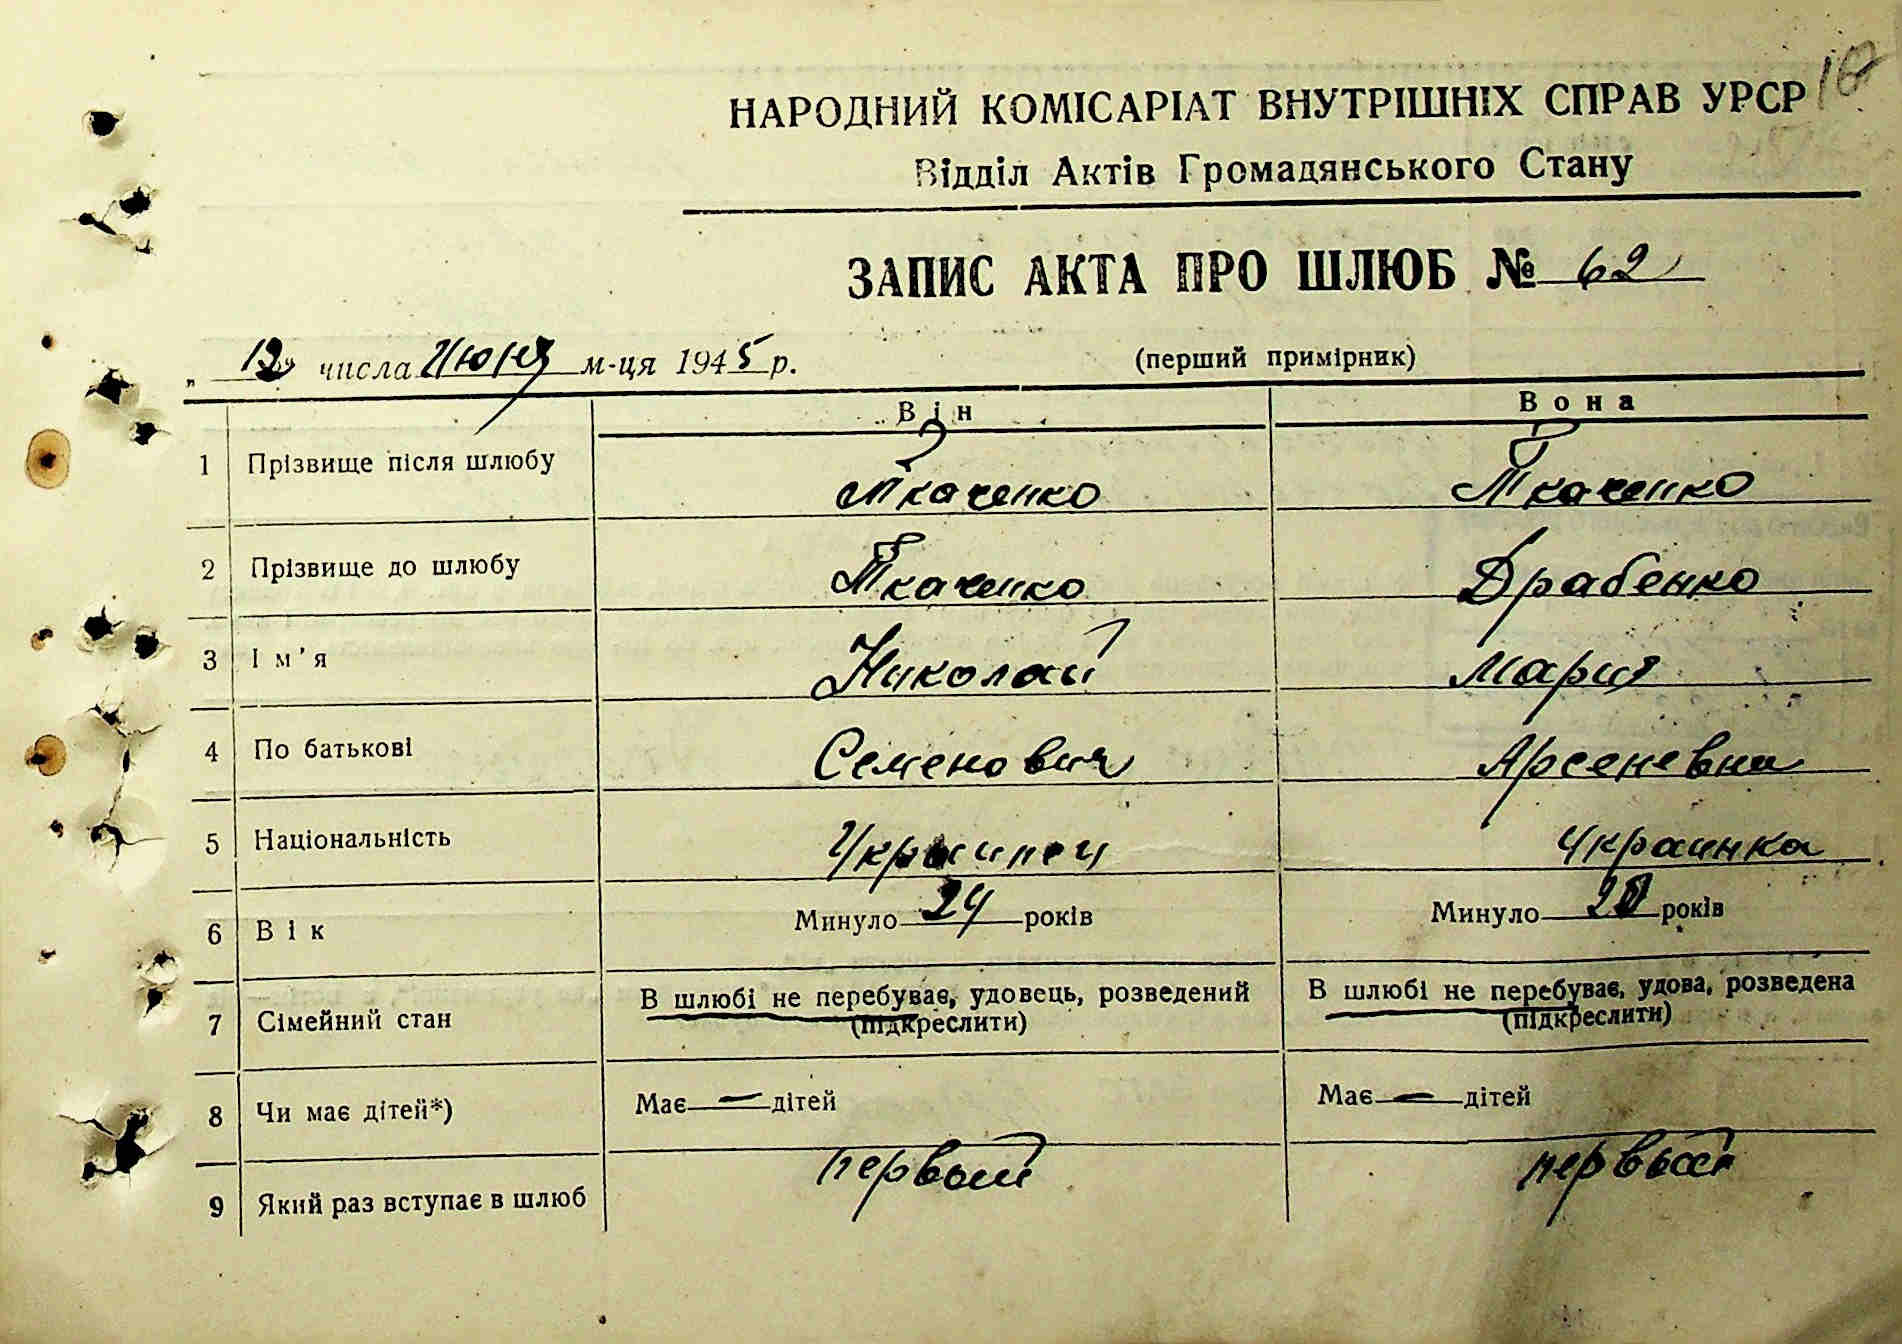 НАРОДНИЙ КОМІСАРІАТ ВНУТРІШНІХ СПРАВ УРСР
Відділ Актів Громадянського Стану
ЗАПИС АКТА ПРО ШЛЮБ № 62
„ 12 " числа Июня м-ця 1945 р.
(перший примірник)
Він Вона
1 Прізвище після шлюбу Ткаченко Ткаченко
2 Прізвище до шлюбу Ткаченко Драбенко
3 Ім'я Николай Мария
4 По батькові Семенович Арсеневна
5 Національність Украинец Украинка
6 Вік Минуло 24 років Минуло років
7 Сімейний стан В шлюбі не перебуває, удовець, розведений В шлюбі не перебуває, удова, розведена
(підкреслити) (підкреслити)
8 Чи має дітей*) Має — дітей Має — дітей
9 Який раз вступає в шлюб первый первый